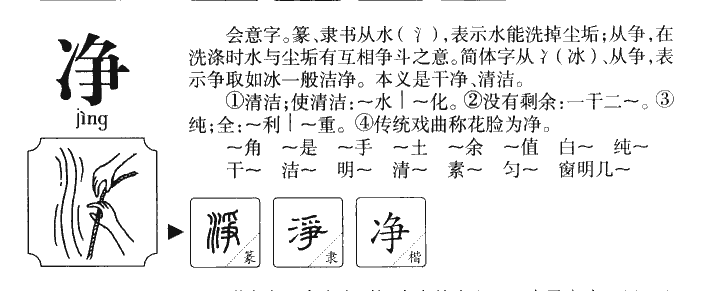 净
jìng
会意字。篆、隶书从水(氵),表示水能洗掉尘垢;从争,在
洗涤时水与尘垢有互相争斗之意。简体字从冫(冰)、从争,表
示争取如冰一般洁净。本义是干净、清洁。
①清洁;使清洁:～水｜～化。②没有剩余:一干二～。③
纯;全:～利｜～重。④传统戏曲称花脸为净。
～角 ～是 ～手 ～土 ～余 ～值 白～ 纯～
干～ 洁～ 明～ 清～ 素～ 匀～ 窗明几～
淨 篆 淨 隶 净 楷